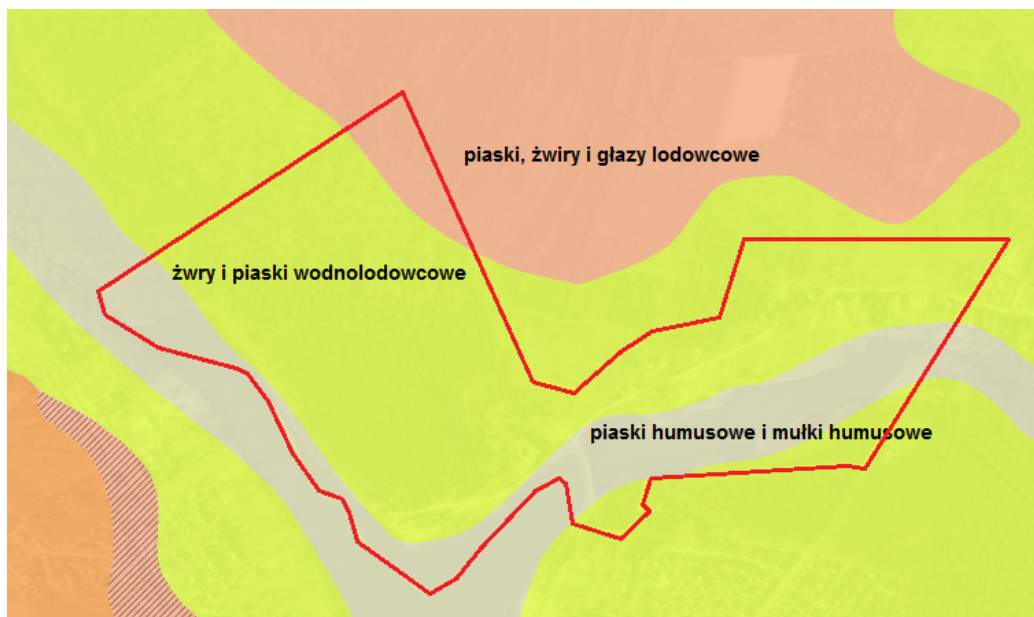 piaski, żwiry i głazy lodowcowe
żwry i piaski wodnolodowcowe
piaski humusowe i mułki humusowe